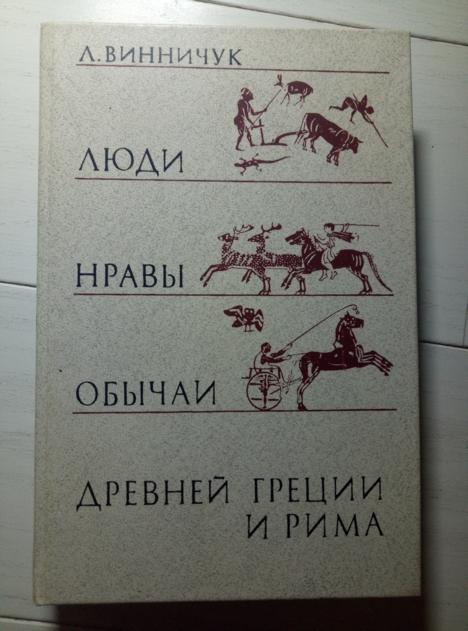 Л. ВИННИЧУК
ЛЮДИ
НРАВЫ
ОБЫЧАИ
ДРЕВНЕЙ ГРЕЦИИ
И РИМА